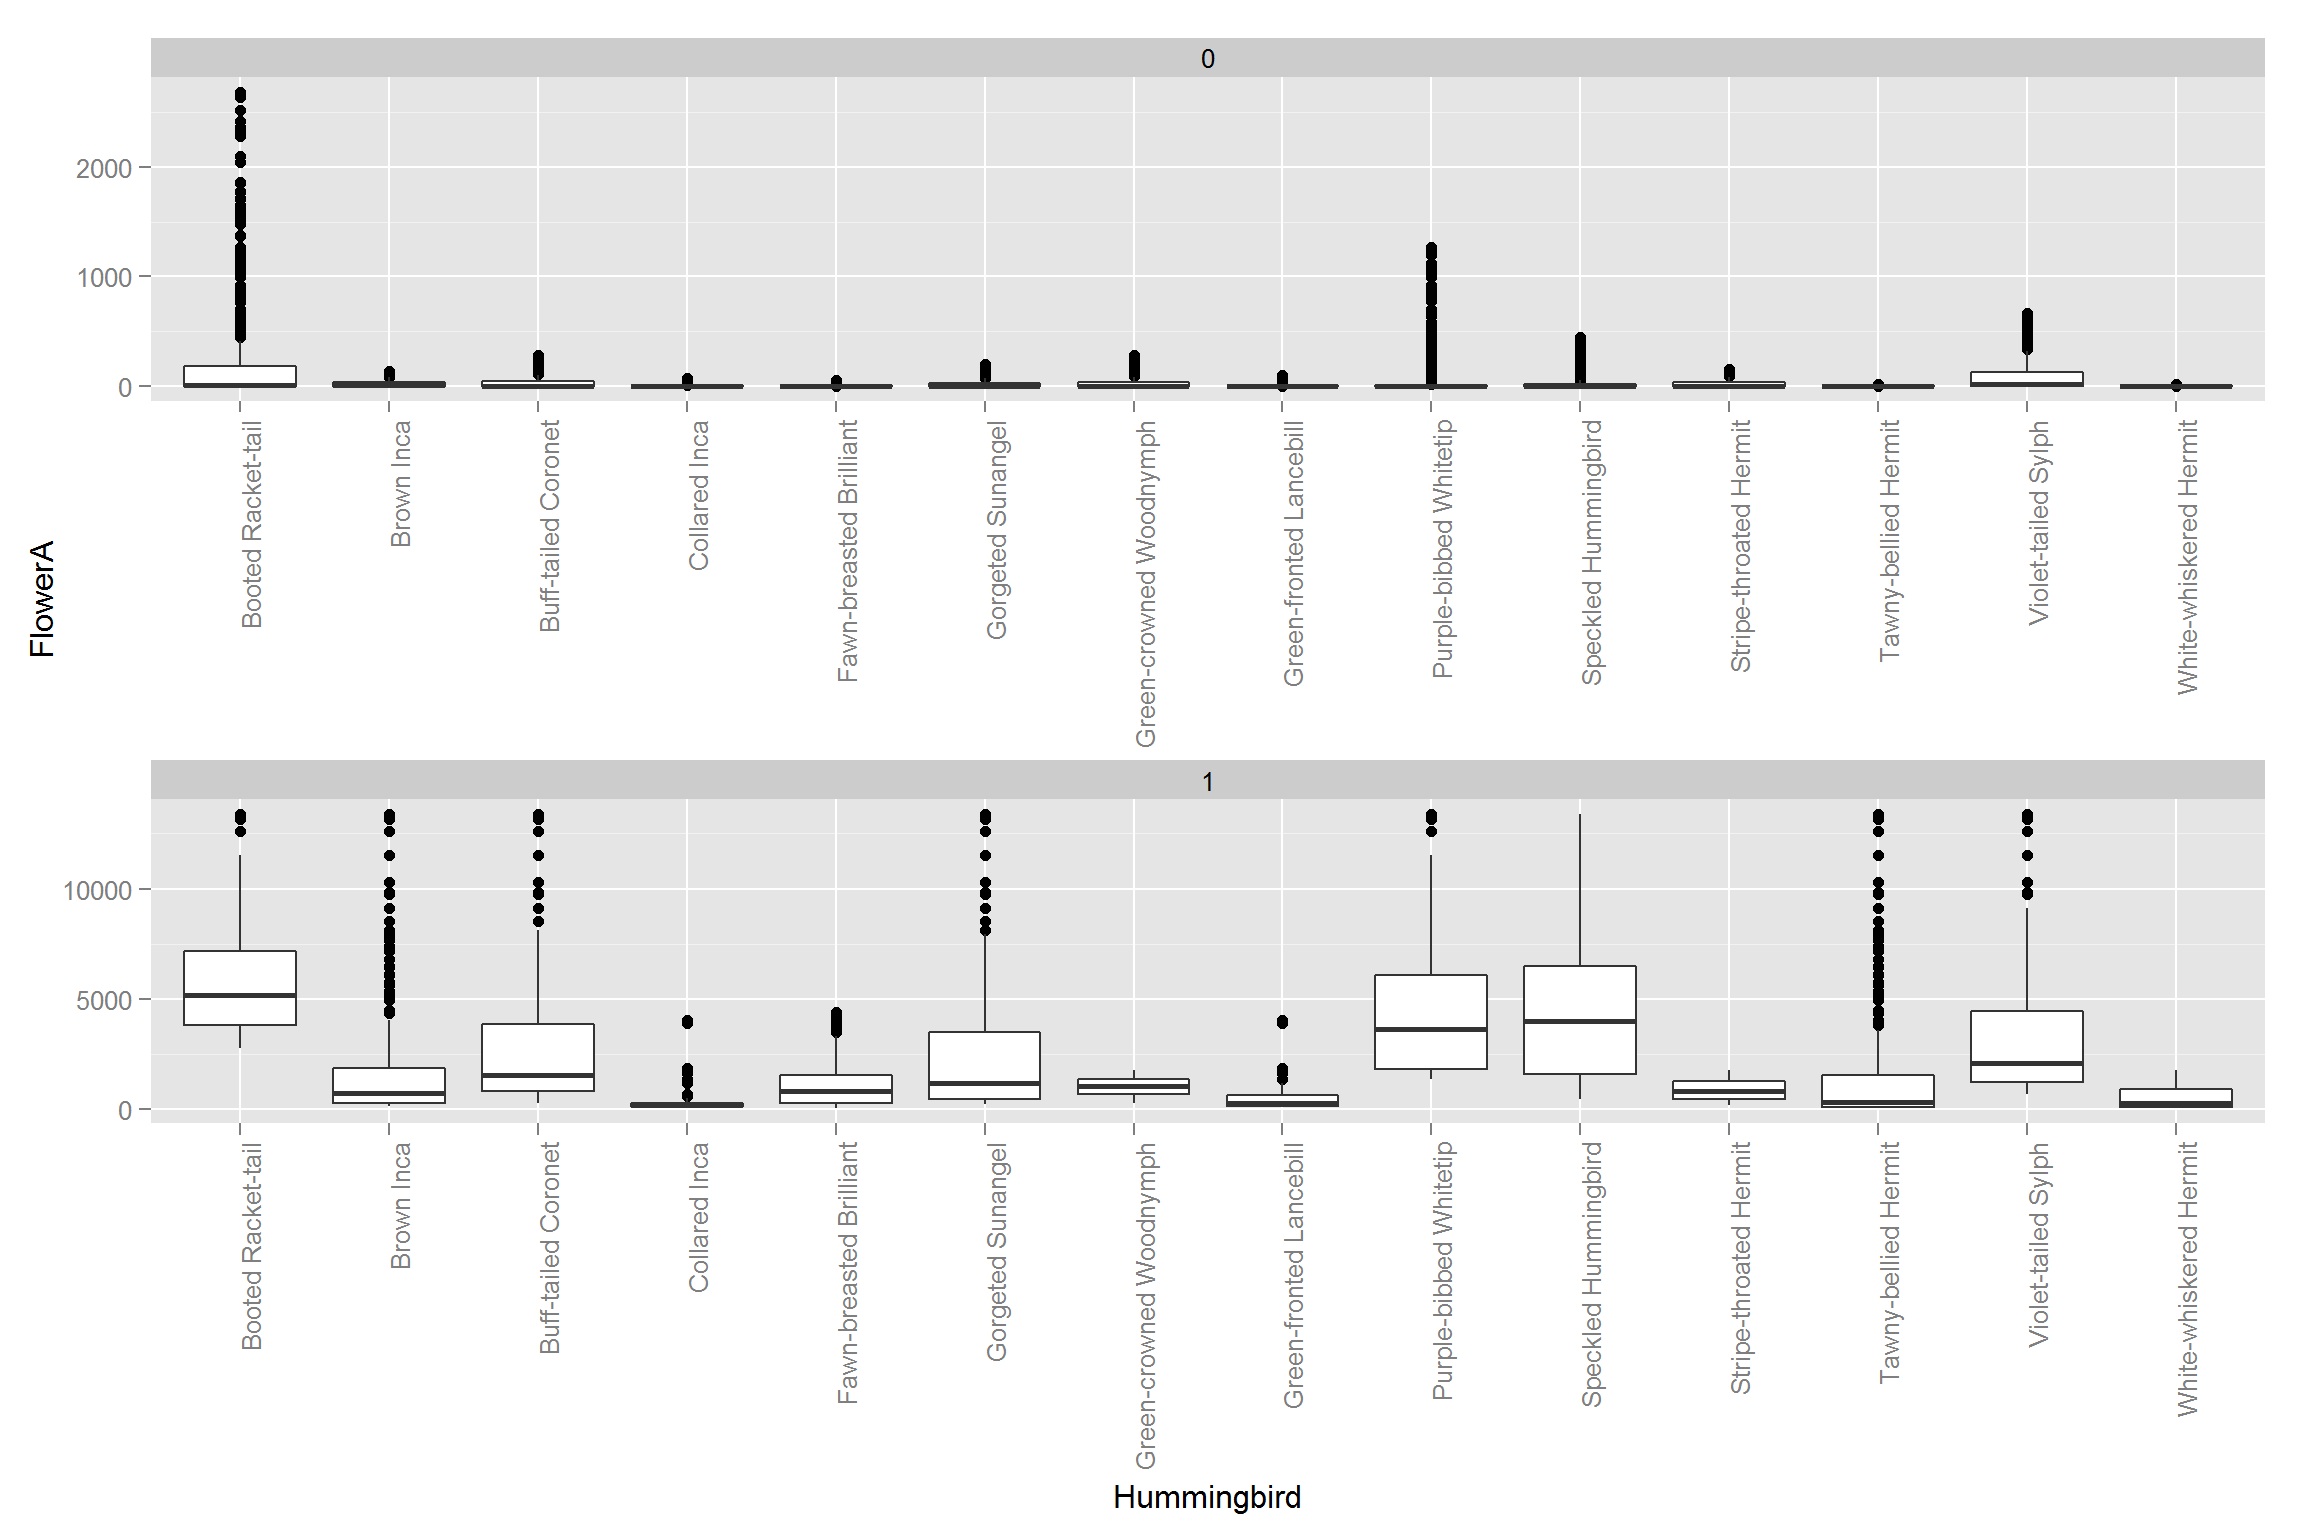 0
2000
1000
0
Booted Racket-tail
Brown Inca
Buff-tailed Coronet
Collared Inca
Fawn-breasted Brilliant
Gorgeted Sunangel
Green-crowned Woodnymph
Green-fronted Lancebill
Purple-bibbed Whitetip
Speckled Hummingbird
Stripe-throated Hermit
Tawny-bellied Hermit
Violet-tailed Sylph
White-whiskered Hermit
FlowerA
1
10000
5000
0
Booted Racket-tail
Brown Inca
Buff-tailed Coronet
Collared Inca
Fawn-breasted Brilliant
Gorgeted Sunangel
Green-crowned Woodnymph
Green-fronted Lancebill
Purple-bibbed Whitetip
Speckled Hummingbird
Stripe-throated Hermit
Tawny-bellied Hermit
Violet-tailed Sylph
White-whiskered Hermit
Hummingbird